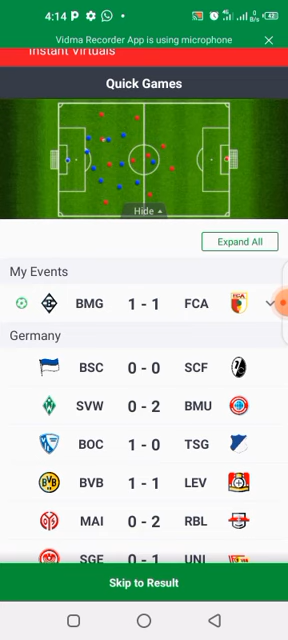 4:14 P
Vidma Recorder App is using microphone
Instant Virtuals
Quick Games
Hide
Expand All
My Events
BMG 1 - 1 FCA
Germany
BSC 0 - 0 SCF
SVW 0 - 2 BMU
BOC 1 - 0 TSG
BVB 1 - 1 LEV
MAI 0 - 2 RBL
SGE 0 - 1 UNI
Skip to Result